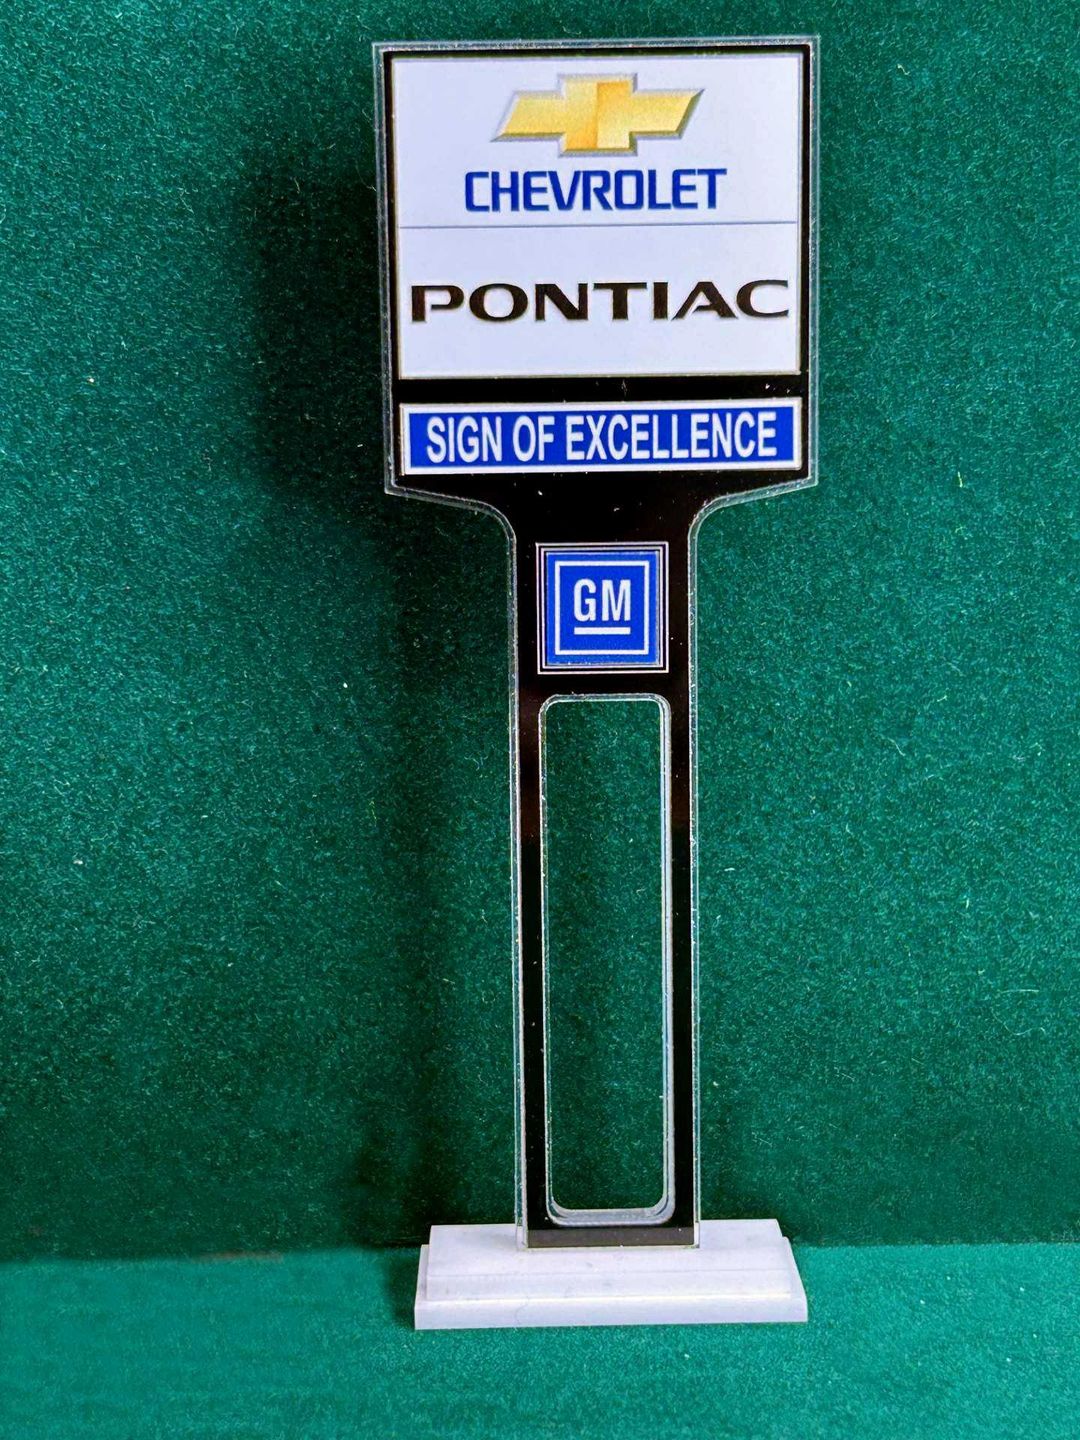 CHEVROLET
PONTIAC
SIGN OF EXCELLENCE
GM